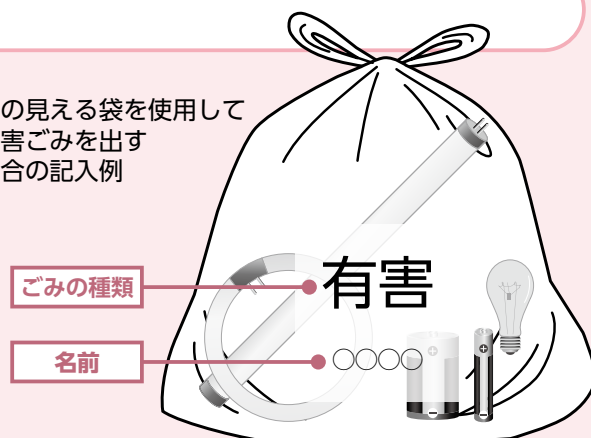 の見える袋を使用して
害ごみを出す
合の記入例
ごみの種類
有害
名前
○○○○